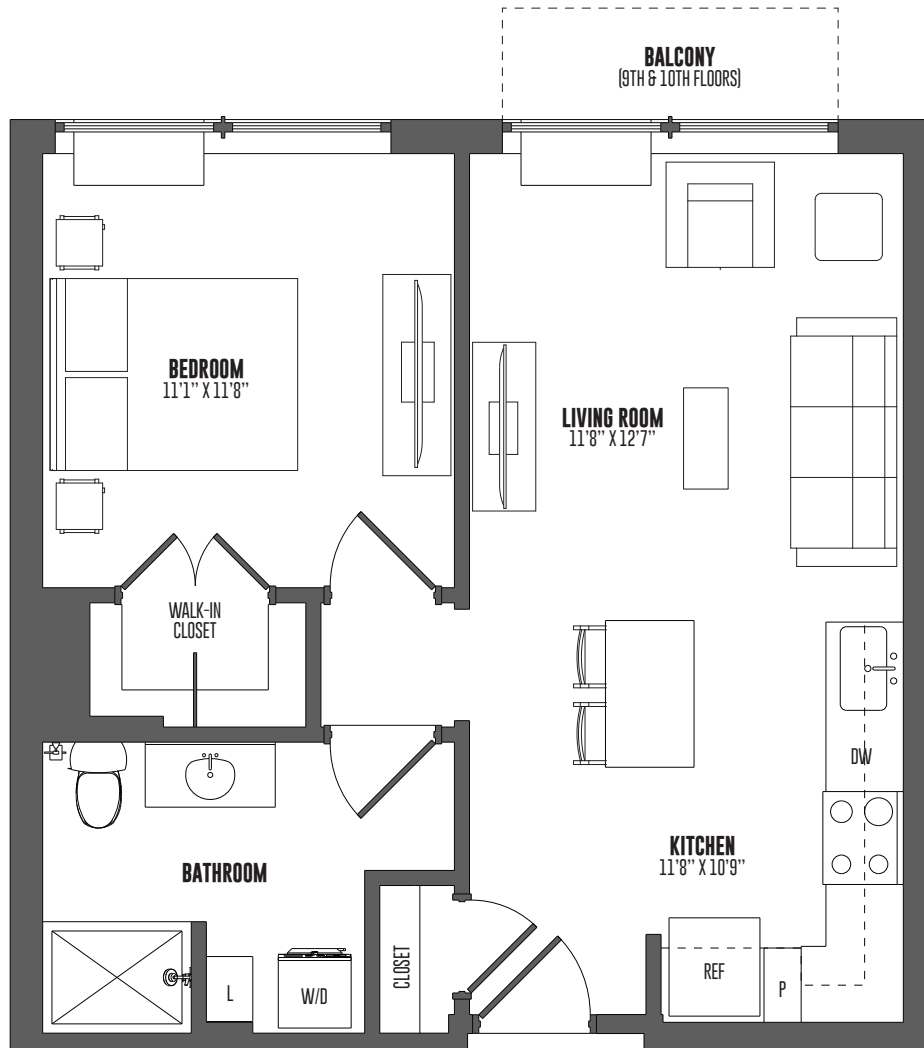 BALCONY
(9TH & 10TH FLOORS)
BEDROOM
11'1" X 11'8"
LIVING ROOM
11'8" X 12'7"
WALK-IN
CLOSET
DW
KITCHEN
11'8" X 10'9"
BATHROOM
CLOSET
REF
P
L
W/D